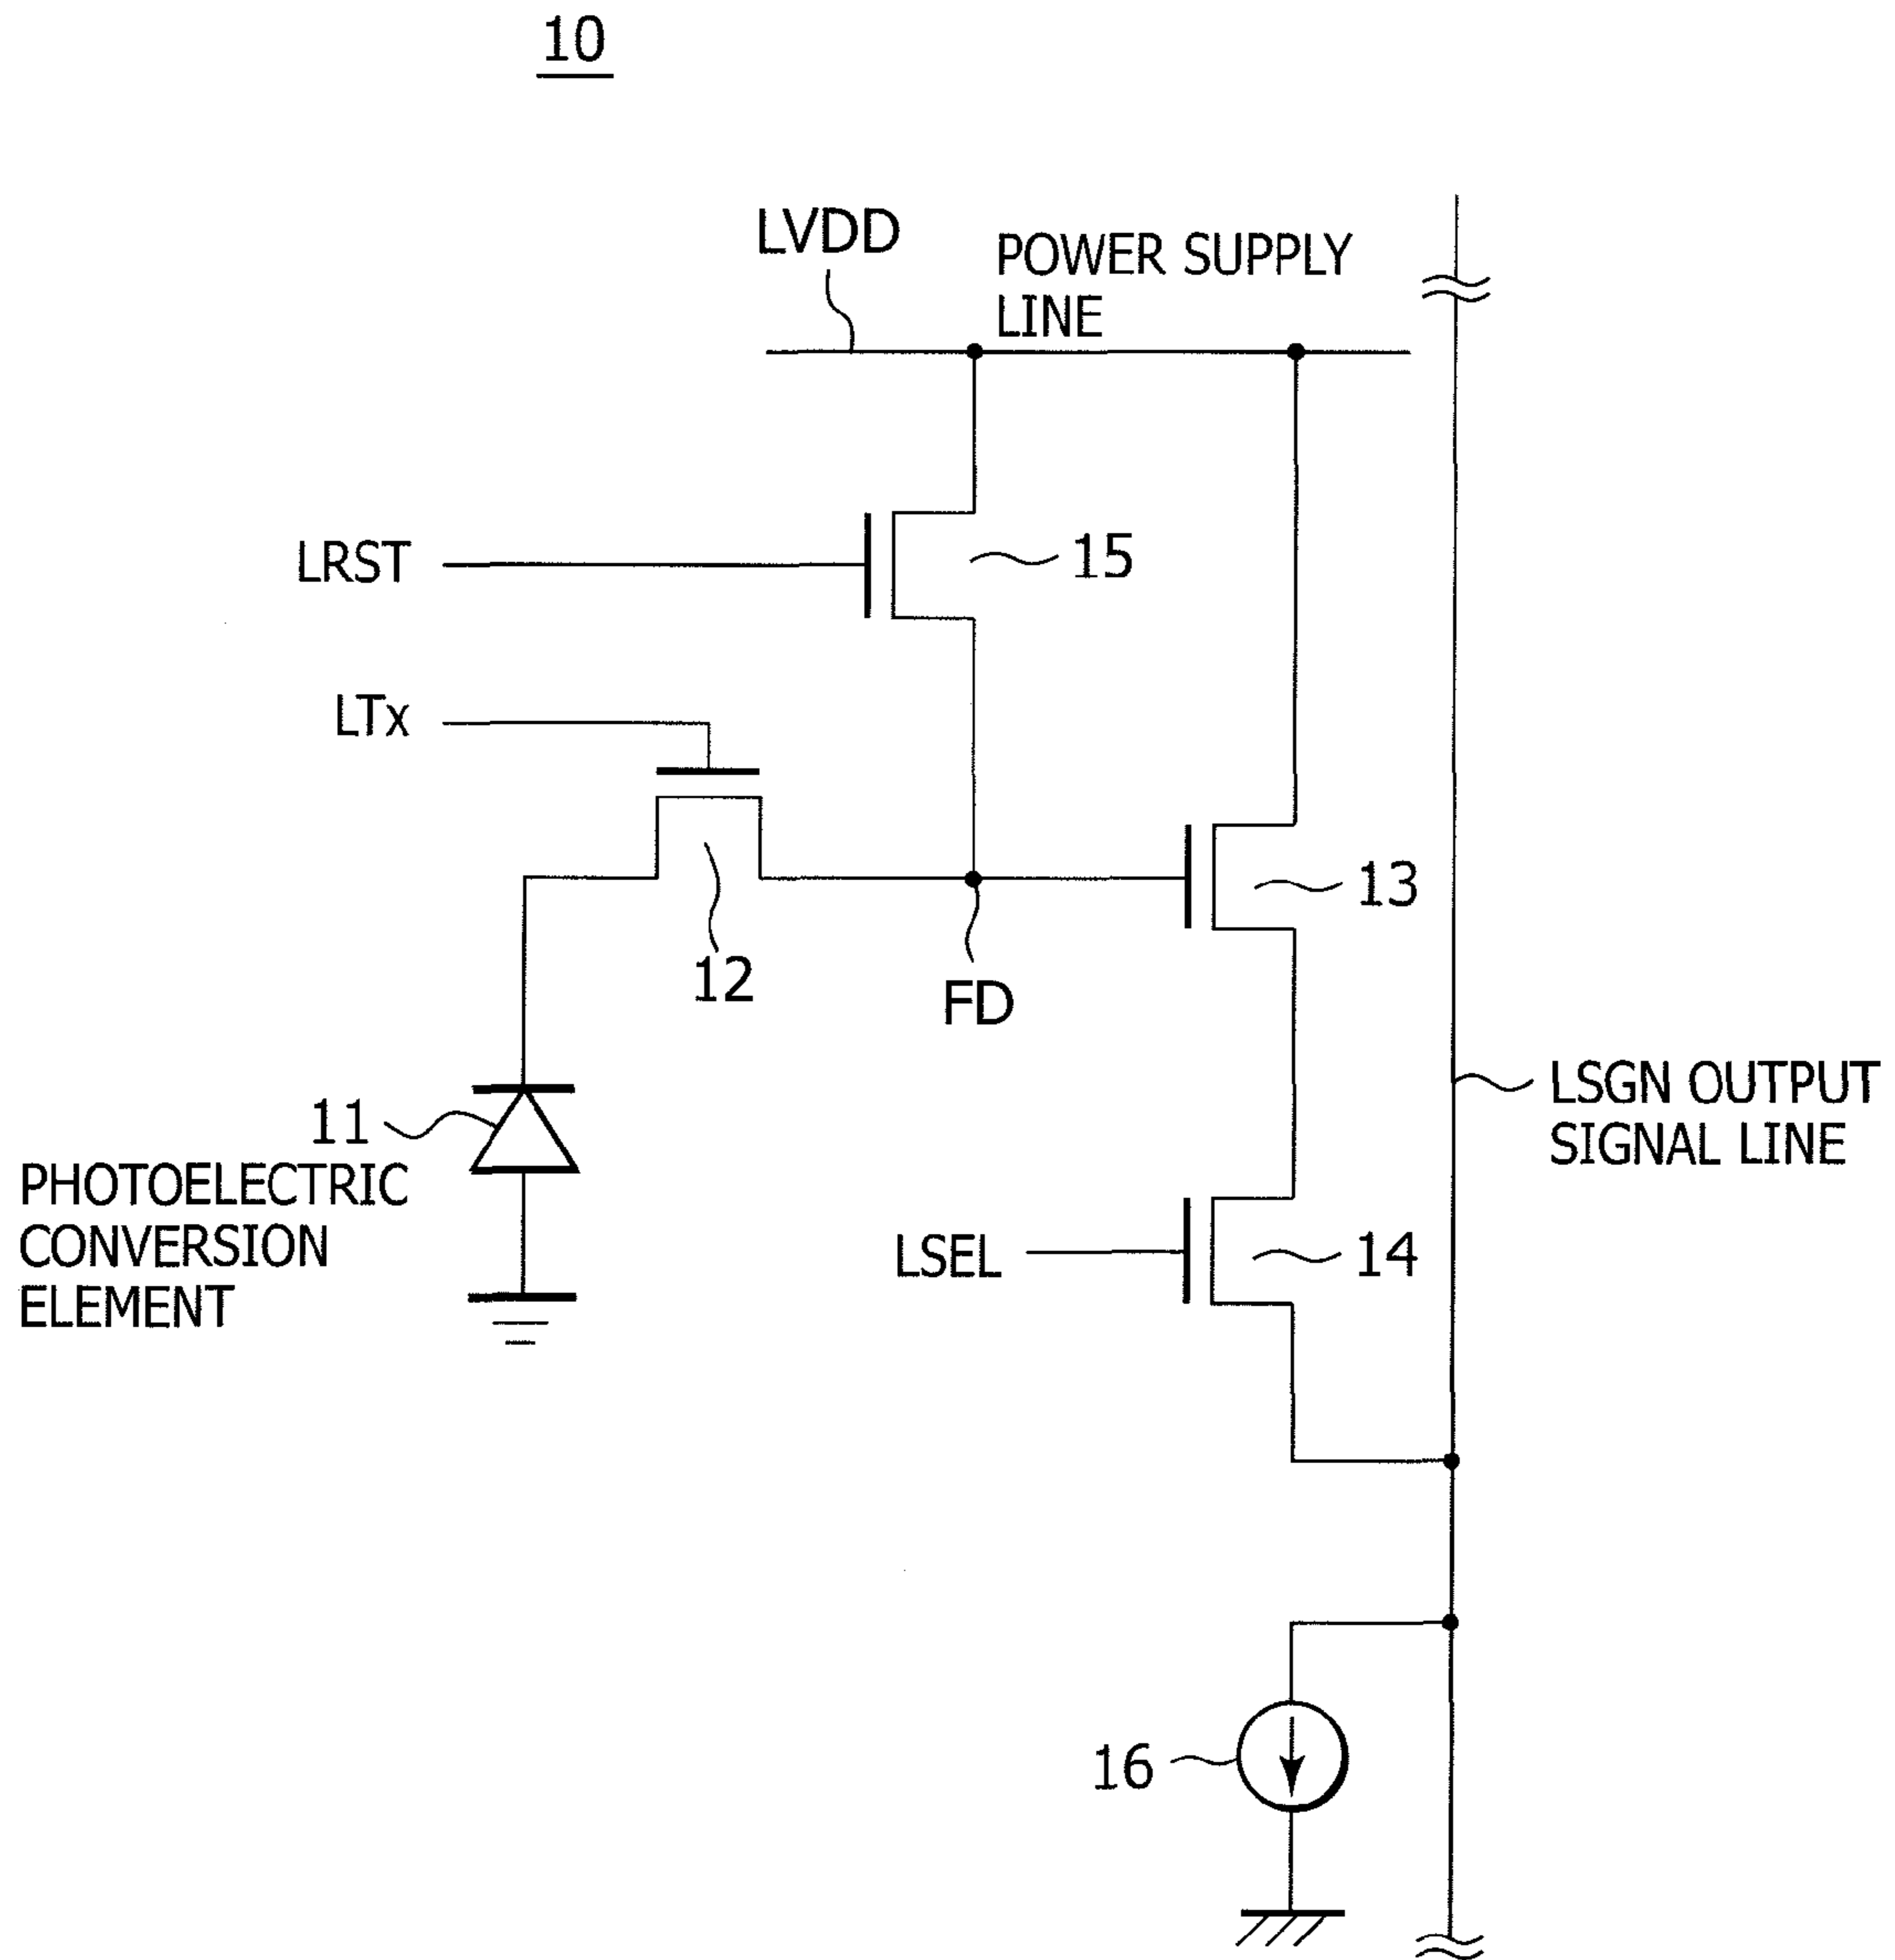 10
LVDD
POWER SUPPLY
LINE
LRST
15
LTx
13
12
FD
LSGN OUTPUT
SIGNAL LINE
11
PHOTOELECTRIC
CONVERSION
ELEMENT
LSEL
14
16